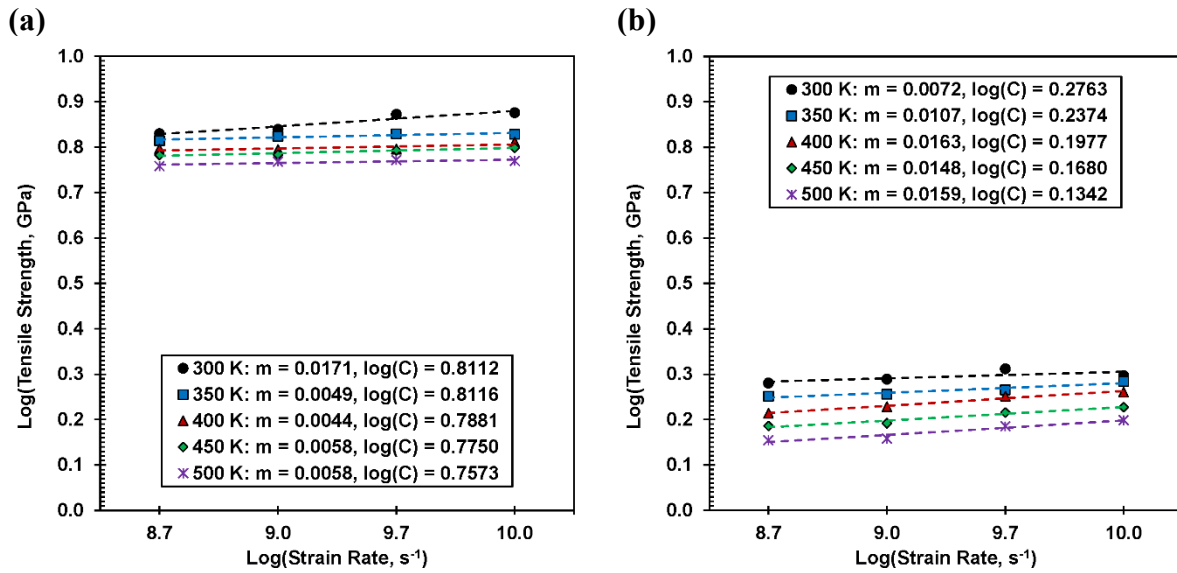 (a)
1.0
0.9
0.8
0.7
0.6
0.5
0.4
0.3
0.2
0.1
0.0
Log(Tensile Strength, GPa)
300 K: m = 0.0171, log(C) = 0.8112
350 K: m = 0.0049, log(C) = 0.8116
400 K: m = 0.0044, log(C) = 0.7881
450 K: m = 0.0058, log(C) = 0.7750
500 K: m = 0.0058, log(C) = 0.7573
8.7 9.0 9.7 10.0
Log(Strain Rate, s⁻¹)
(b)
1.0
0.9
0.8
0.7
0.6
0.5
0.4
0.3
0.2
0.1
0.0
Log(Tensile Strength, GPa)
300 K: m = 0.0072, log(C) = 0.2763
350 K: m = 0.0107, log(C) = 0.2374
400 K: m = 0.0163, log(C) = 0.1977
450 K: m = 0.0148, log(C) = 0.1680
500 K: m = 0.0159, log(C) = 0.1342
8.7 9.0 9.7 10.0
Log(Strain Rate, s⁻¹)